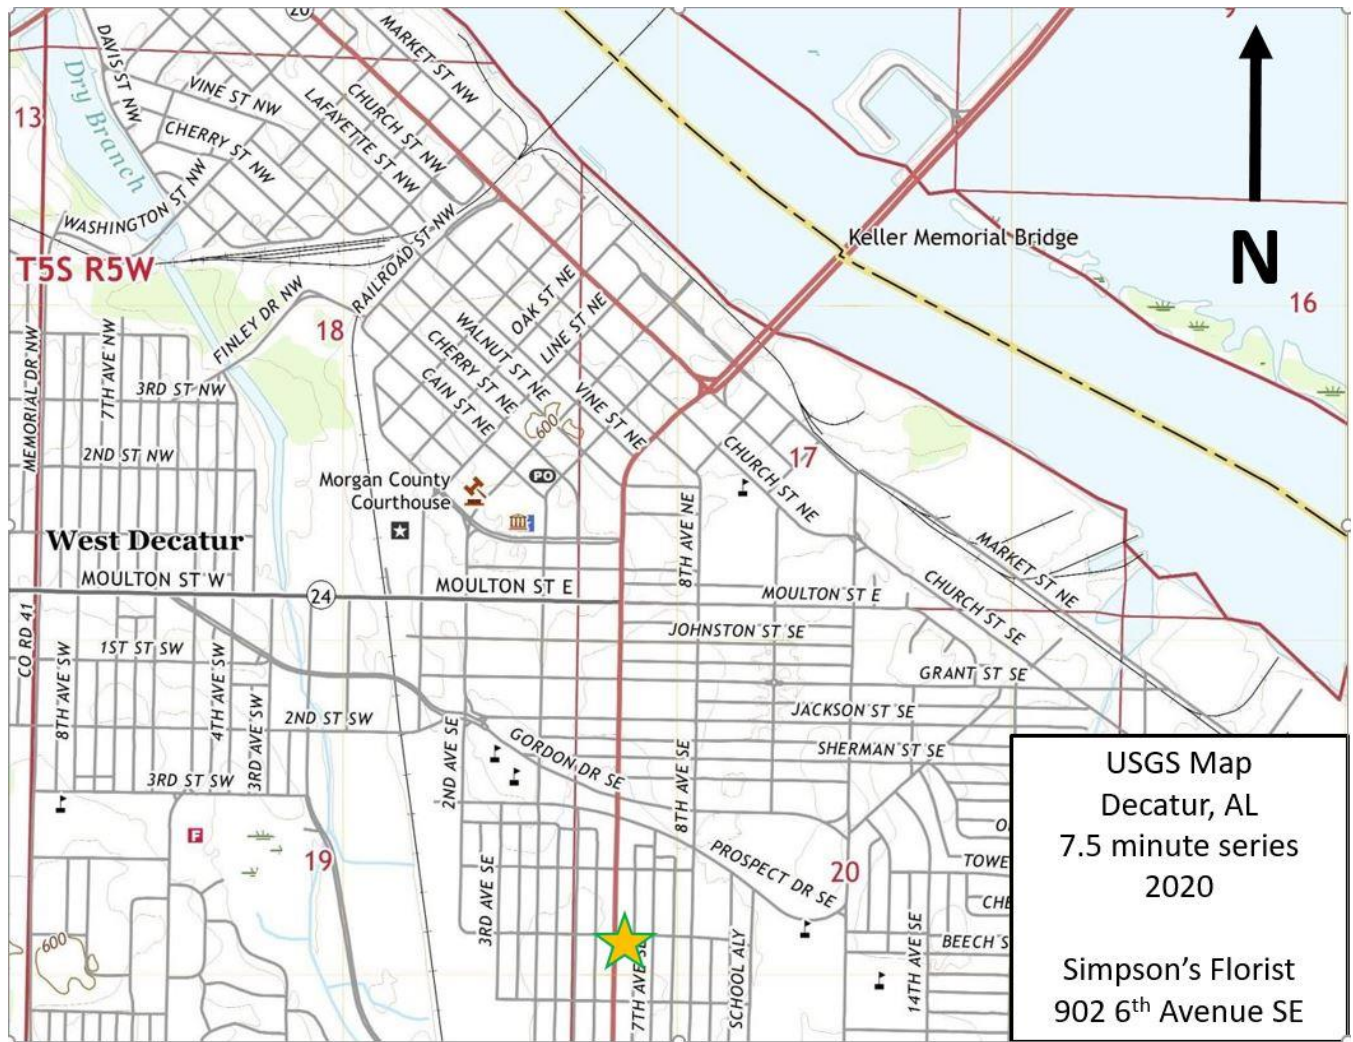 20
9
MARKET ST NW
DAVIS ST NW
Dry Branch
VINE ST NW
CHURCH ST NW
LAFAYETTE ST NW
13
CHERRY ST NW
WASHINGTON ST NW
RAILROAD ST NW
Keller Memorial Bridge
N
T5S R5W
OAK ST NE
LINE ST NE
16
18
FINLEY DR NW
WALNUT ST NE
CHERRY ST NE
CAIN ST NE
VINE ST NE
MEMORIAL DR NW
7TH AVE NW
3RD ST NW
600
2ND ST NW
CHURCH ST NE
17
PO
Morgan County
Courthouse
8TH AVE NE
West Decatur
MARKET ST NE
MOULTON ST W
24
MOULTON ST E
MOULTON ST E
CHURCH ST SE
CO RD 41
JOHNSTON ST SE
1ST ST SW
8TH AVE SW
4TH AVE SW
3RD AVE SW
GRANT ST SE
2ND ST SW
JACKSON ST SE
2ND AVE SE
GORDON DR SE
8TH AVE SE
SHERMAN ST SE
3RD ST SW
F
19
PROSPECT DR SE
20
TOWE
CHE
3RD AVE SE
7TH AVE SE
SCHOOL ALY
14TH AVE SE
BEECH S
600
USGS Map
Decatur, AL
7.5 minute series
2020
Simpson's Florist
902 6th Avenue SE